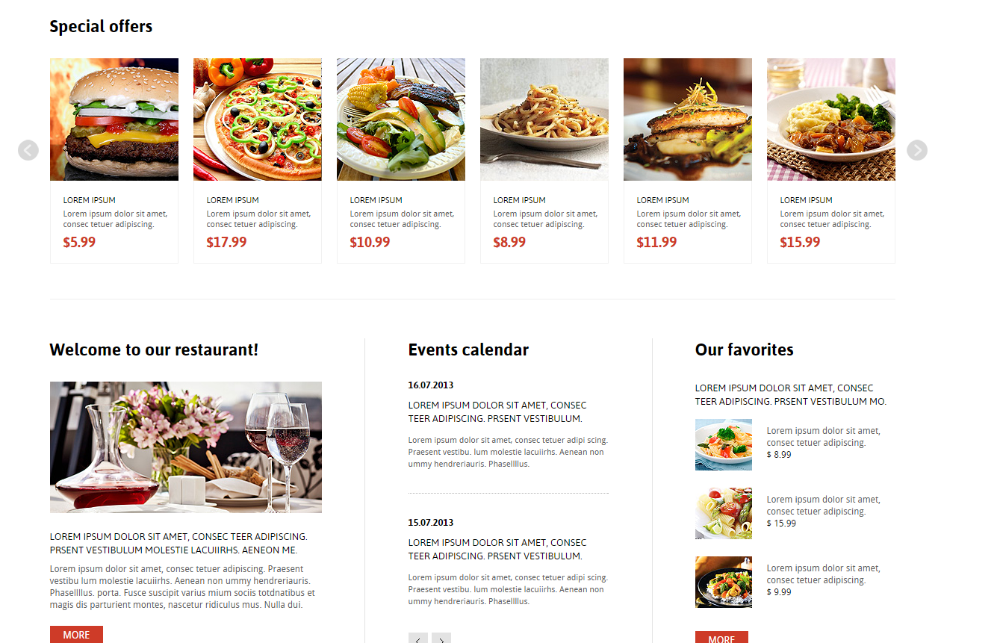 Special offers
LOREM IPSUM
Lorem ipsum dolor sit amet,
consec tetuer adipiscing.
$5.99
LOREM IPSUM
Lorem ipsum dolor sit amet,
consec tetuer adipiscing.
$17.99
LOREM IPSUM
Lorem ipsum dolor sit amet,
consec tetuer adipiscing.
$10.99
LOREM IPSUM
Lorem ipsum dolor sit amet,
consec tetuer adipiscing.
$8.99
LOREM IPSUM
Lorem ipsum dolor sit amet,
consec tetuer adipiscing.
$11.99
LOREM IPSUM
Lorem ipsum dolor sit amet,
consec tetuer adipiscing.
$15.99
Welcome to our restaurant!
LOREM IPSUM DOLOR SIT AMET, CONSEC TEER ADIPISCING.
PRSENT VESTIBULUM MOLESTIE LACUIIRHS. AENEON ME.
Lorem ipsum dolor sit amet, consec tetuer adipiscing. Praesent
vestibu lum molestie lacuiirhs. Aenean non ummy hendreriauris.
Phasellllus. porta. Fusce suscipit varius mium sociis totdnatibus et
magis dis parturient montes, nascetur ridiculus mus. Nulla dui.
MORE
Events calendar
16.07.2013
LOREM IPSUM DOLOR SIT AMET, CONSEC
TEER ADIPISCING. PRSENT VESTIBULUM.
Lorem ipsum dolor sit amet, consec tetuer adipi scing.
Praesent vestibu. lum molestie lacuiirhs. Aenean non
ummy hendreriauris. Phasellllus.
15.07.2013
LOREM IPSUM DOLOR SIT AMET, CONSEC
TEER ADIPISCING. PRSENT VESTIBULUM.
Lorem ipsum dolor sit amet, consec tetuer adipi scing.
Praesent vestibu. lum molestie lacuiirhs. Aenean non
ummy hendreriauris. Phasellllus.
Our favorites
LOREM IPSUM DOLOR SIT AMET, CONSEC
TEER ADIPISCING. PRSENT VESTIBULUM MO.
Lorem ipsum dolor sit amet,
consec tetuer adipiscing.
$ 8.99
Lorem ipsum dolor sit amet,
consec tetuer adipiscing.
$ 15.99
Lorem ipsum dolor sit amet,
consec tetuer adipiscing.
$ 9.99
MORE